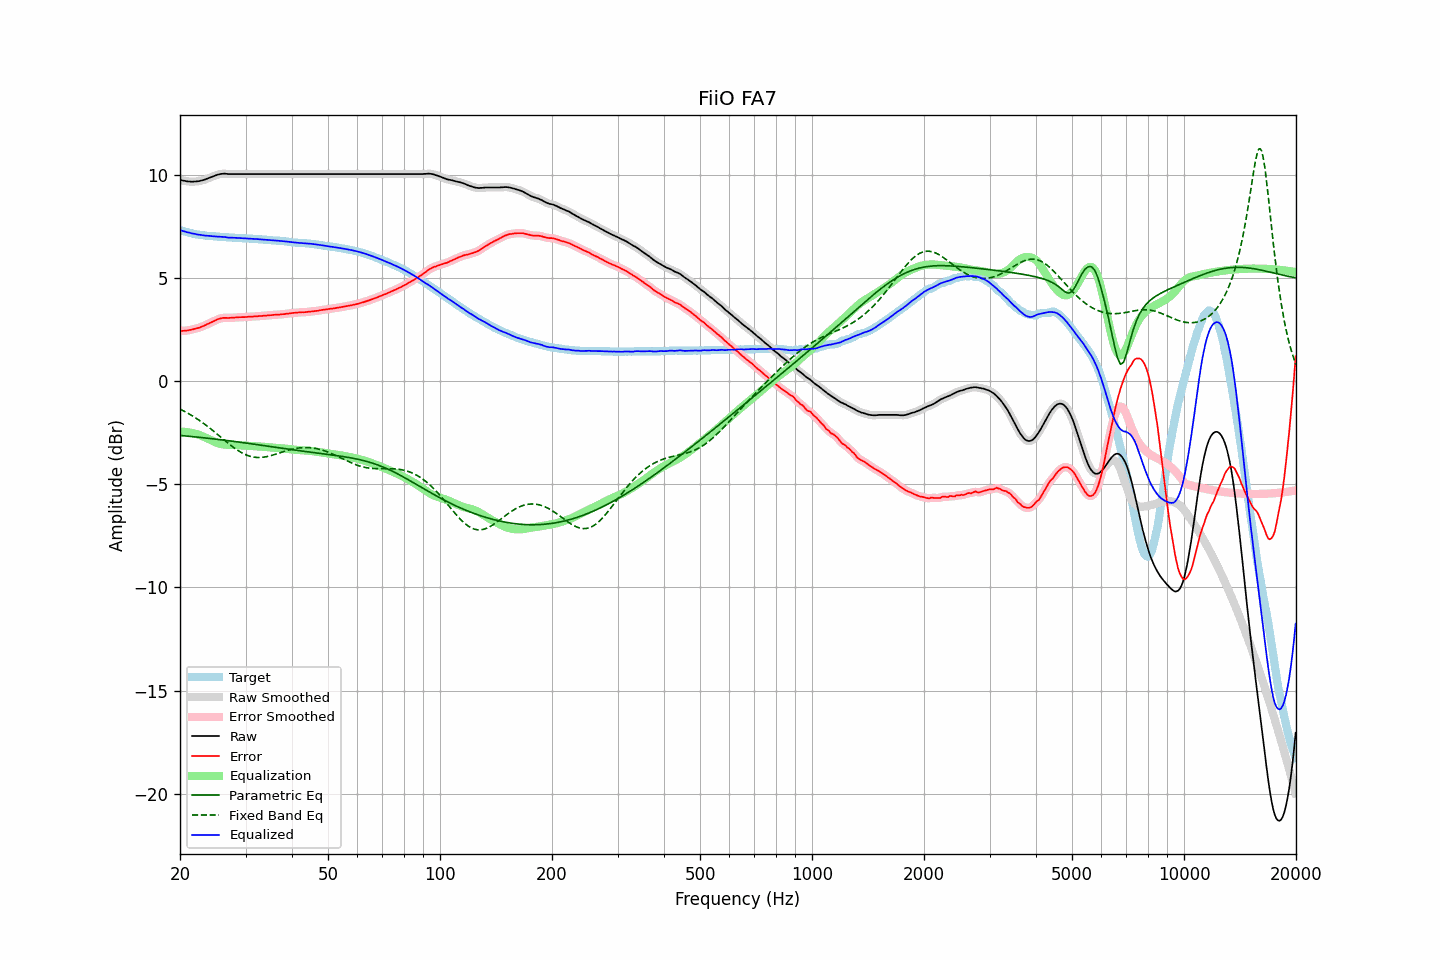 FiiO FA7
Amplitude (dBr)
10
5
0
−5
−10
−15
−20
Target
Raw Smoothed
Error Smoothed
Raw
Error
Equalization
Parametric Eq
Fixed Band Eq
Equalized
20 50 100 200 500 1000 2000 5000 10000 20000
Frequency (Hz)